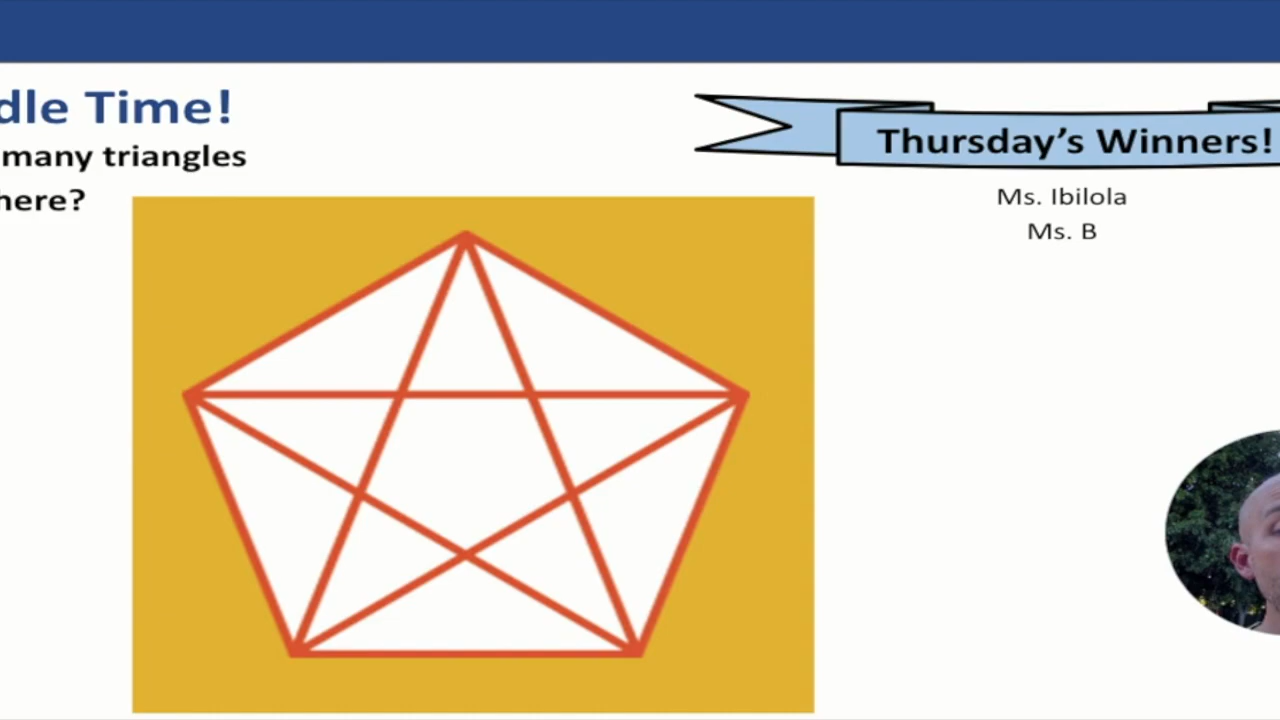 dle Time!
many triangles
here?
Thursday's Winners!
Ms. Ibilola
Ms. B